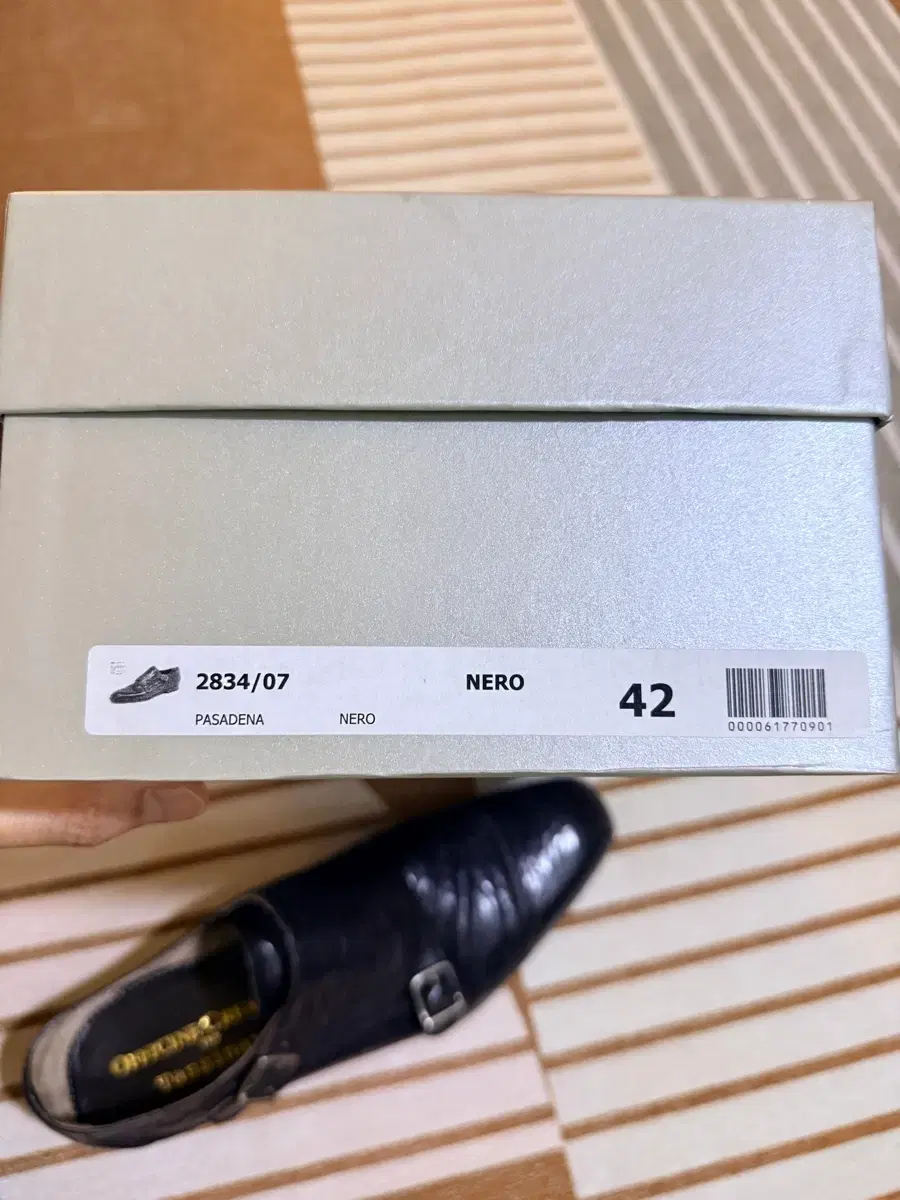 2834/07
NERO
42
PASADENA
NERO
000061770901